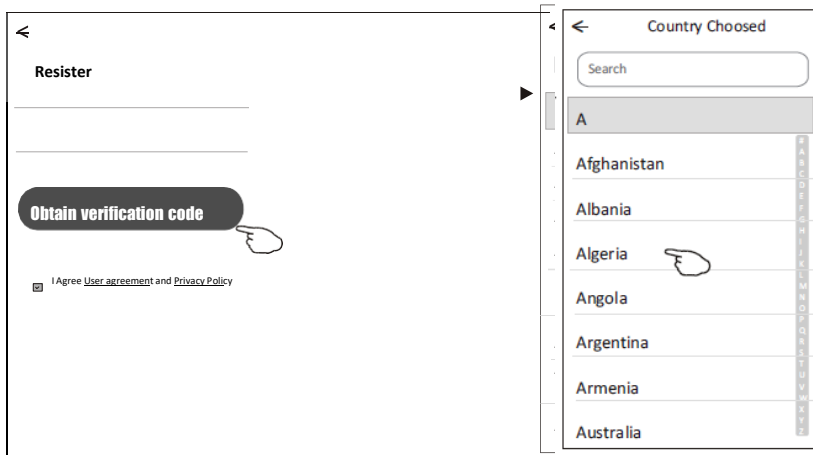 Resister
Obtain verification code
I Agree User agreement and Privacy Policy
Country Choosed
Search
A
Afghanistan
Albania
Algeria
Angola
Argentina
Armenia
Australia
#
A
B
C
D
E
F
G
H
I
J
K
L
M
N
O
P
Q
R
S
T
U
V
W
X
Y
Z